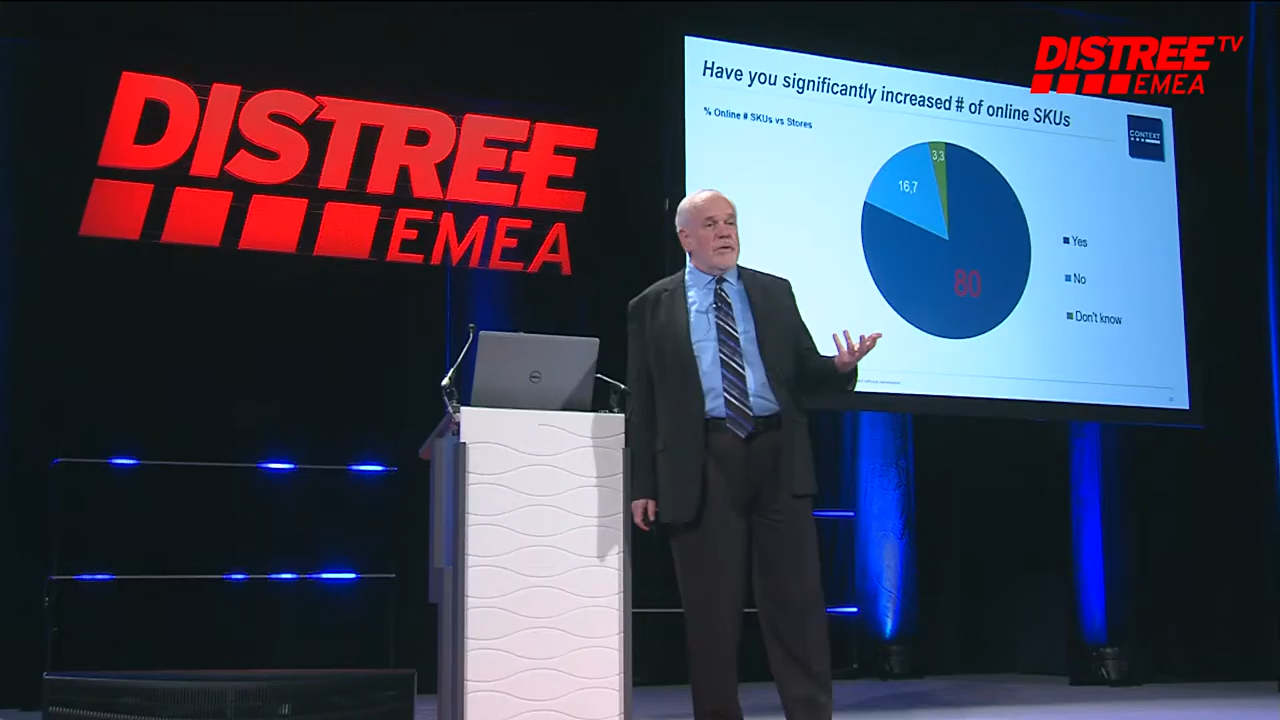 DISTREE
EMEA
DISTREE TV
EMEA
Have you significantly increased # of online SKUs
% Online # SKUs vs Stores
CONTEXT
3,3
16,7
80
Yes
No
Don't know
DELL